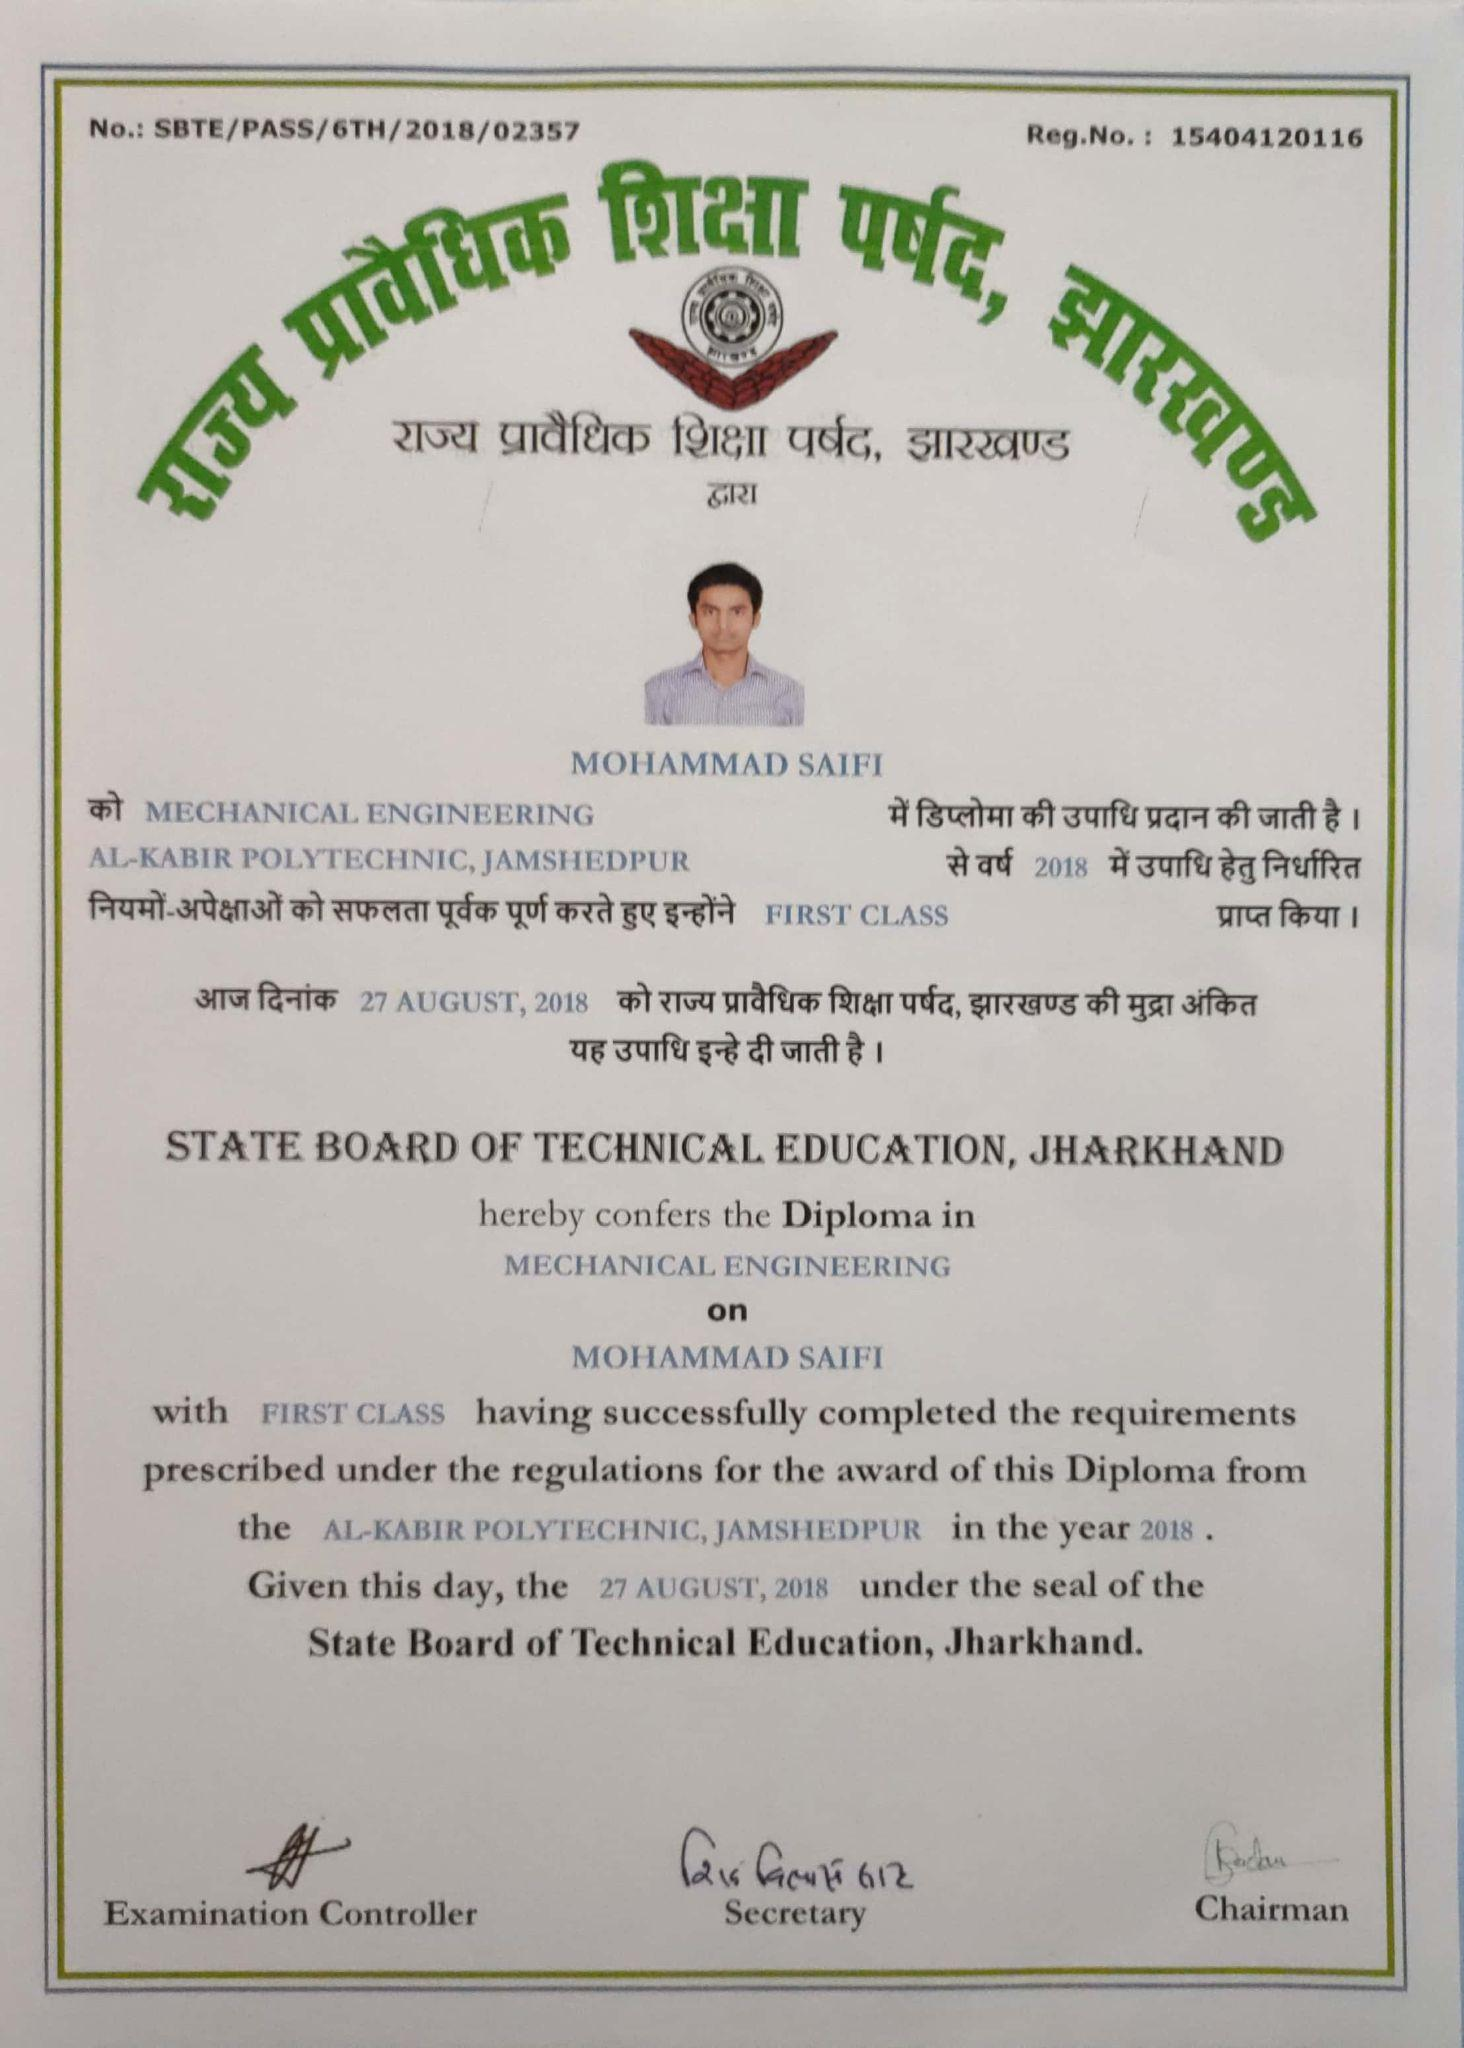 No.: SBTE/PASS/6TH/2018/02357
Reg.No. : 15404120116
राज्य प्रावैधिक शिक्षा पर्षद, झारखण्ड
राज्य प्रावैधिक शिक्षा पर्षद
झारखण्ड
राज्य प्रावैधिक शिक्षा पर्षद, झारखण्ड
द्वारा
MOHAMMAD SAIFI
को MECHANICAL ENGINEERING में डिप्लोमा की उपाधि प्रदान की जाती है ।
AL-KABIR POLYTECHNIC, JAMSHEDPUR से वर्ष 2018 में उपाधि हेतु निर्धारित
नियमों-अपेक्षाओं को सफलता पूर्वक पूर्ण करते हुए इन्होंने FIRST CLASS प्राप्त किया ।
आज दिनांक 27 AUGUST, 2018 को राज्य प्रावैधिक शिक्षा पर्षद, झारखण्ड की मुद्रा अंकित
यह उपाधि इन्हे दी जाती है ।
STATE BOARD OF TECHNICAL EDUCATION, JHARKHAND
hereby confers the Diploma in
MECHANICAL ENGINEERING
on
MOHAMMAD SAIFI
with FIRST CLASS having successfully completed the requirements
prescribed under the regulations for the award of this Diploma from
the AL-KABIR POLYTECHNIC, JAMSHEDPUR in the year 2018 .
Given this day, the 27 AUGUST, 2018 under the seal of the
State Board of Technical Education, Jharkhand.
Examination Controller
Secretary
Chairman